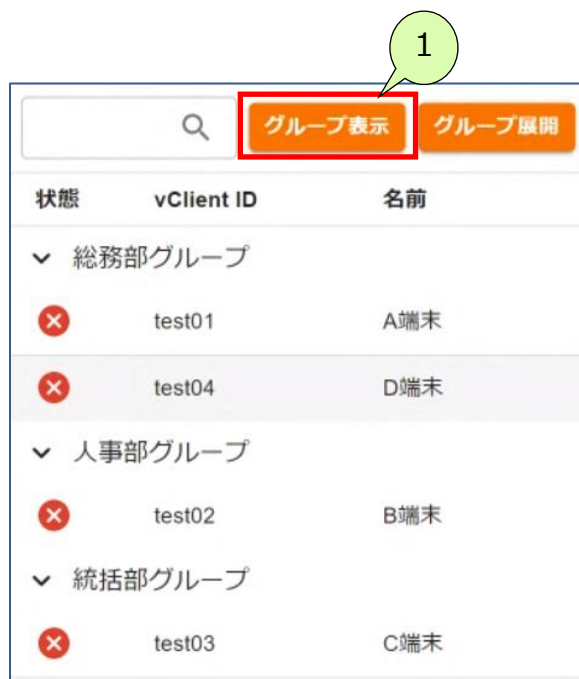 1
グループ表示 グループ展開
状態 vClient ID 名前
総務部グループ
test01 A端末
test04 D端末
人事部グループ
test02 B端末
統括部グループ
test03 C端末